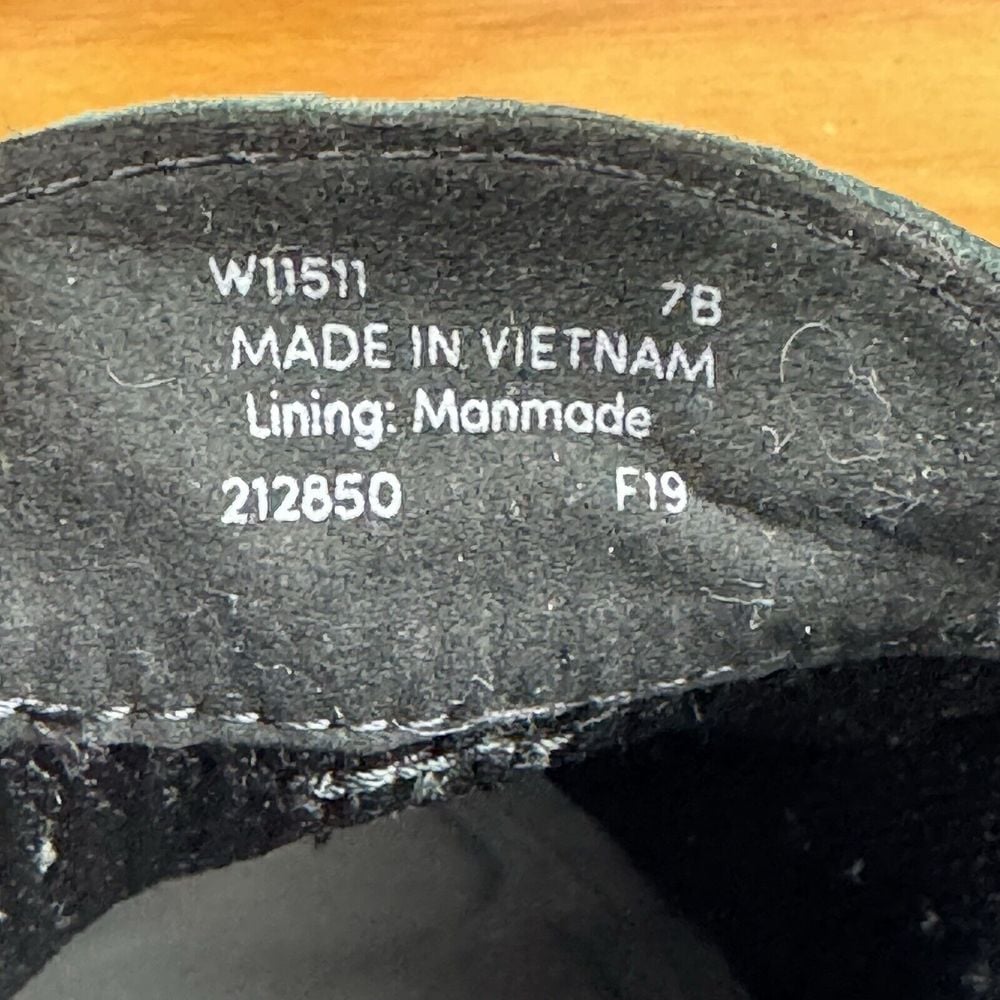 W11511 7B
MADE IN VIETNAM
Lining: Manmade
212850 F19